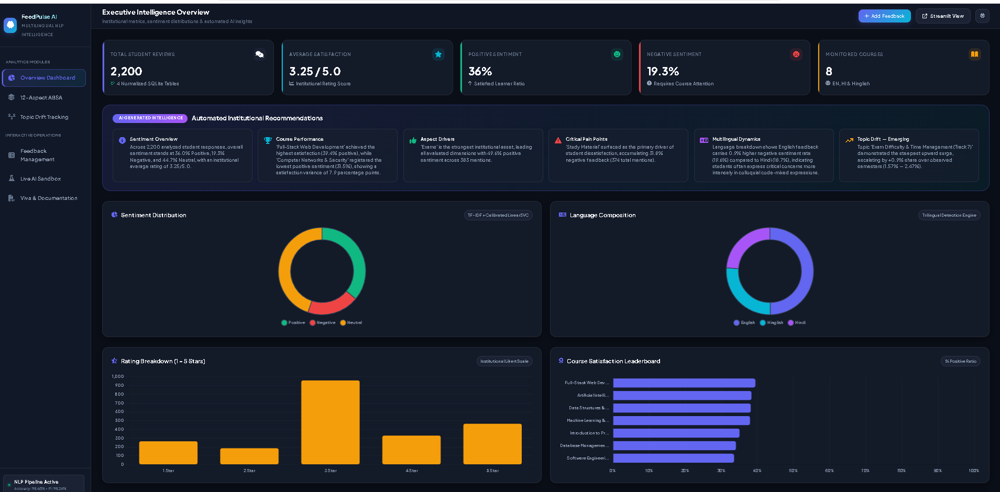 FeedPulse AI
MULTILINGUAL NLP
INTELLIGENCE
ANALYTICS MODULES
Overview Dashboard
12-Aspect ABSA
Topic Drift Tracking
INTERACTIVE OPERATIONS
Feedback
Management
Live AI Sandbox
Viva & Documentation
NLP Pipeline Active
Accuracy: 98.45% • F1: 98.24%
Executive Intelligence Overview
Institutional metrics, sentiment distributions & automated AI insights
+ Add Feedback
Streamlit View
TOTAL STUDENT REVIEWS
2,200
4 Normalized SQLite Tables
AVERAGE SATISFACTION
3.25 / 5.0
Institutional Rating Score
POSITIVE SENTIMENT
36%
Satisfied Learner Ratio
NEGATIVE SENTIMENT
19.3%
Requires Course Attention
MONITORED COURSES
8
EN, HI & Hinglish
AI GENERATED INTELLIGENCE
Automated Institutional Recommendations
Sentiment Overview
Across 2,200 analyzed student responses, overall
sentiment stands at 36.0% Positive, 19.3%
Negative, and 44.7% Neutral, with an institutional
average rating of 3.25/5.0.
Course Performance
'Full-Stack Web Development' achieved the
highest satisfaction (39.4% positive), while
'Computer Networks & Security' registered the
lowest positive sentiment (31.5%), showing a
satisfaction variance of 7.9 percentage points.
Aspect Drivers
'Exams' is the strongest institutional asset, leading
all evaluated dimensions with 49.6% positive
sentiment across 383 mentions.
Critical Pain Points
'Study Material' surfaced as the primary driver of
student dissatisfaction, accumulating 31.8%
negative feedback (374 total mentions).
Multilingual Dynamics
Language breakdown shows English feedback
carries 0.9% higher negative sentiment rate
(19.6%) compared to Hindi (18.7%), indicating
students often express critical concerns more
intensely in colloquial code-mixed expressions.
Topic Drift — Emerging
Topic 'Exam Difficulty & Time Management (Track 7)'
demonstrated the steepest upward surge,
escalating by +0.9% share over observed
semesters (1.57% — 2.47%).
Sentiment Distribution
TF-IDF + Calibrated LinearSVC
Positive
Negative
Neutral
Language Composition
Trilingual Detection Engine
English
Hinglish
Hindi
Rating Breakdown (1 - 5 Stars)
Institutional Likert Scale
1,000
900
800
700
600
500
400
300
200
100
0
1 Star
2 Star
3 Star
4 Star
5 Star
Course Satisfaction Leaderboard
% Positive Ratio
Full-Stack Web Dev...
Artificial Intelli...
Data Structures &...
Machine Learning &...
Introduction to Pr...
Database Managemen...
Software Engineeri...
0%
10%
20%
30%
40%
50%
60%
70%
80%
90%
100%